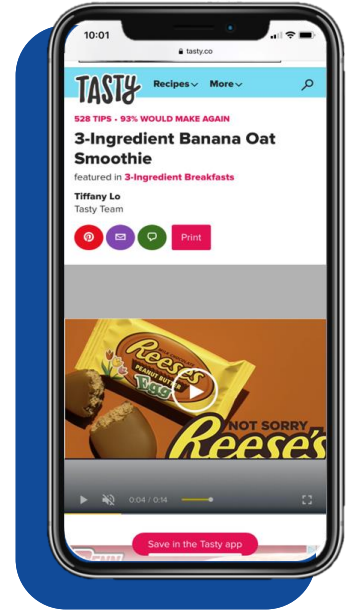 10:01
tasty.co
TASTY Recipes More
528 TIPS • 93% WOULD MAKE AGAIN
3-Ingredient Banana Oat
Smoothie
featured in 3-Ingredient Breakfasts
Tiffany Lo
Tasty Team
Print
Reese's
PEANUT BUTTER
Egg
NOT SORRY
Reese's
0:04 / 0:14
Save in the Tasty app